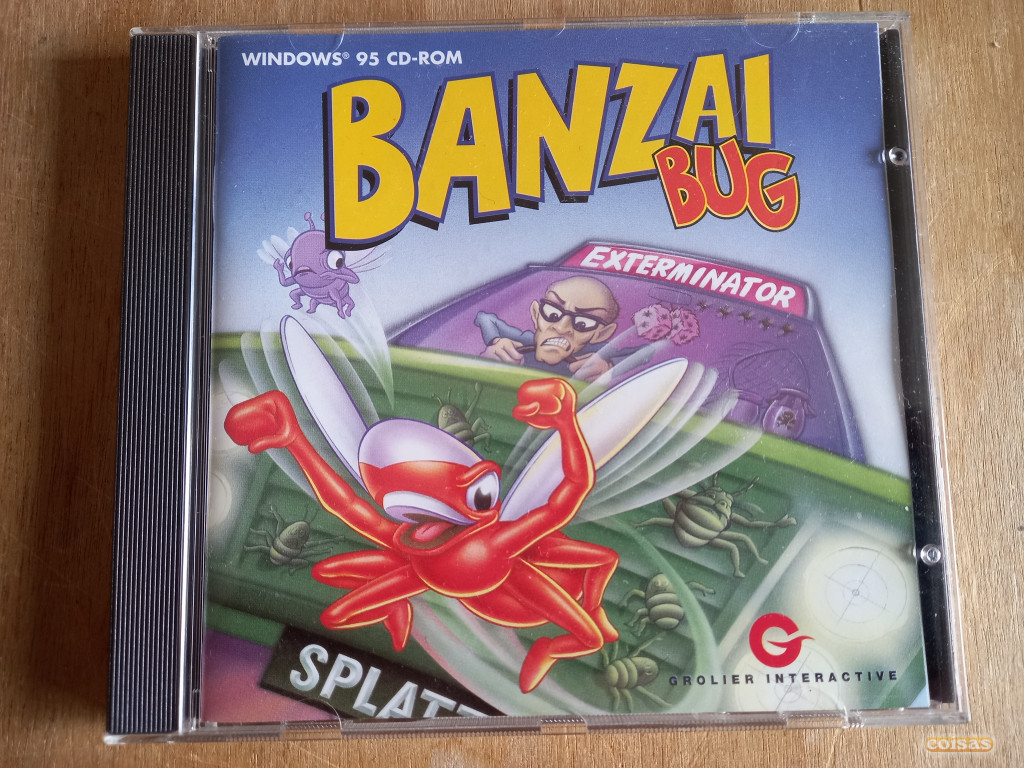 WINDOWS® 95 CD-ROM
BANZAI
BUG
EXTERMINATOR
SPLAT
GROLIER INTERACTIVE
coisas